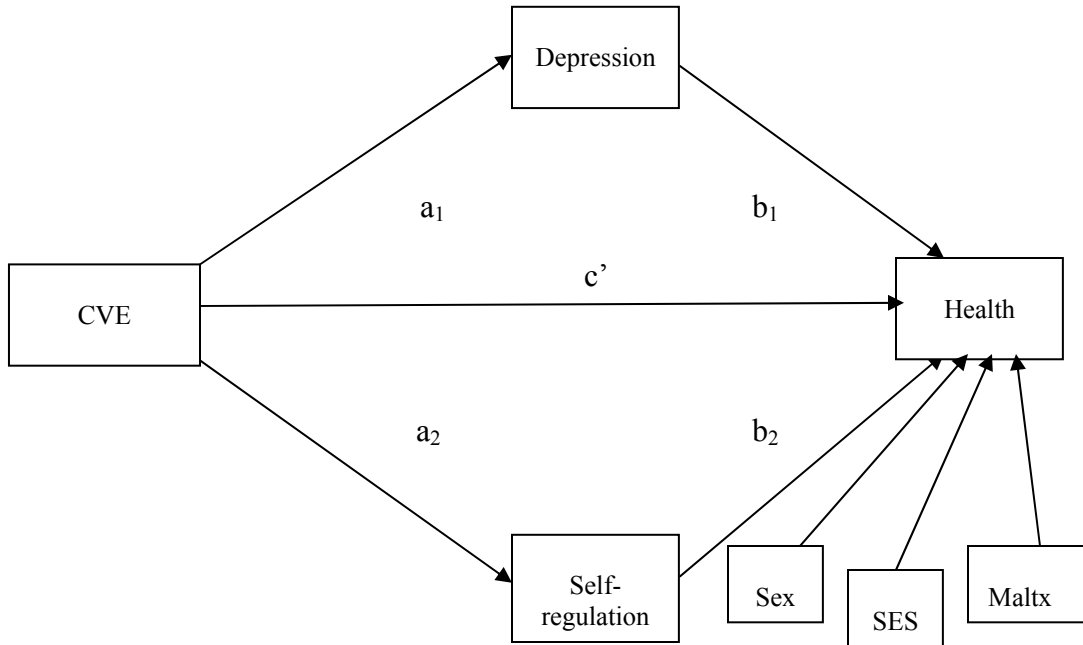 Depression
a₁
b₁
c’
CVE
Health
a₂
b₂
Self-
regulation
Sex
SES
Maltx